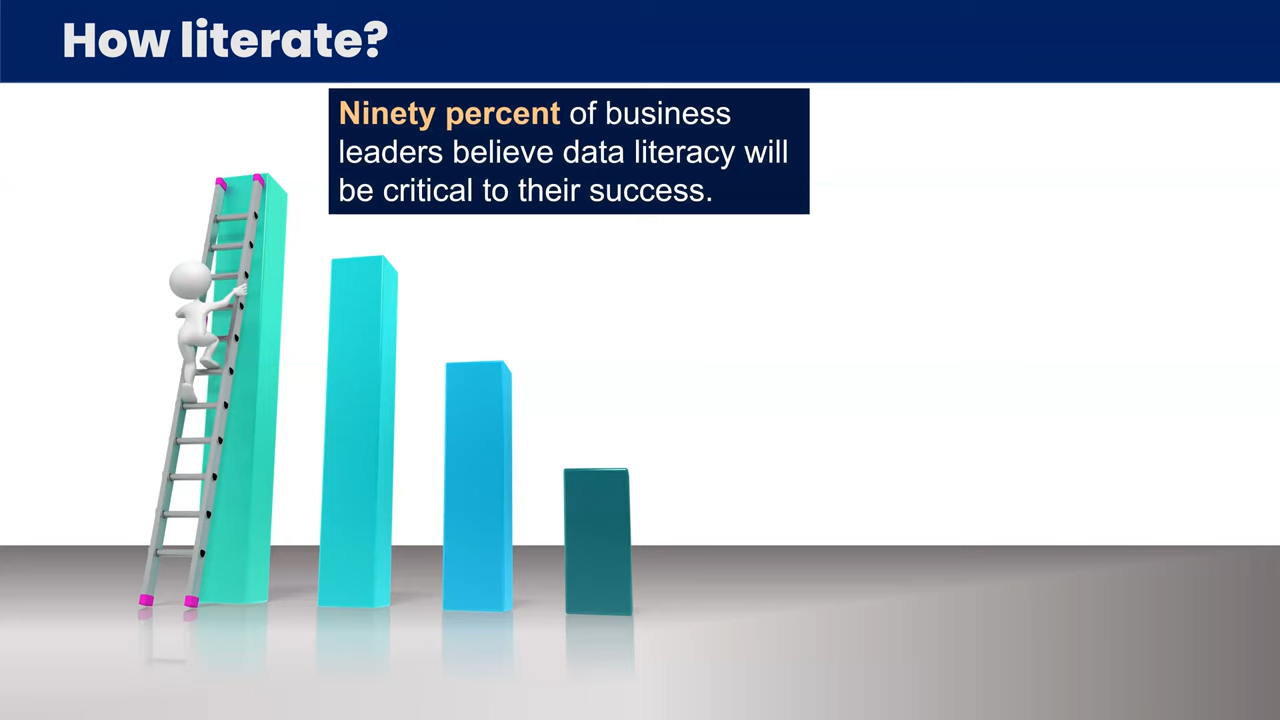 How literate?
Ninety percent of business
leaders believe data literacy will
be critical to their success.